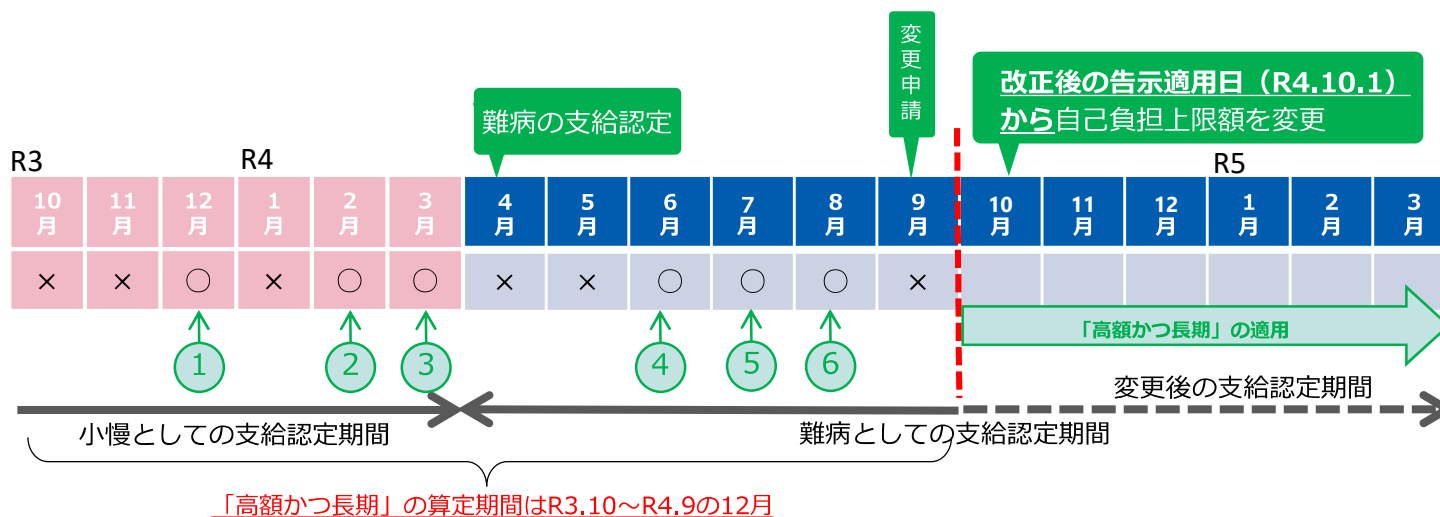 変更申請
難病の支給認定
改正後の告示適用日（R4.10.1）
から自己負担上限額を変更
R3
R4
R5
10月 11月 12月 1月 2月 3月 4月 5月 6月 7月 8月 9月 10月 11月 12月 1月 2月 3月
× × ○ × ○ ○ × × ○ ○ ○ ×
「高額かつ長期」の適用
1 2 3 4 5 6
変更後の支給認定期間
小慢としての支給認定期間
難病としての支給認定期間
「高額かつ長期」の算定期間はR3.10～R4.9の12月